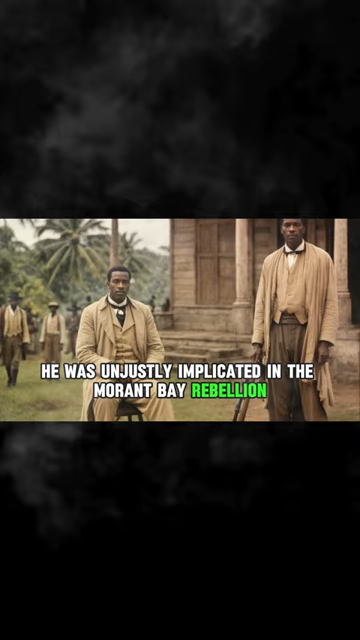 HE WAS UNJUSTLY IMPLICATED IN THE
MORANT BAY REBELLION